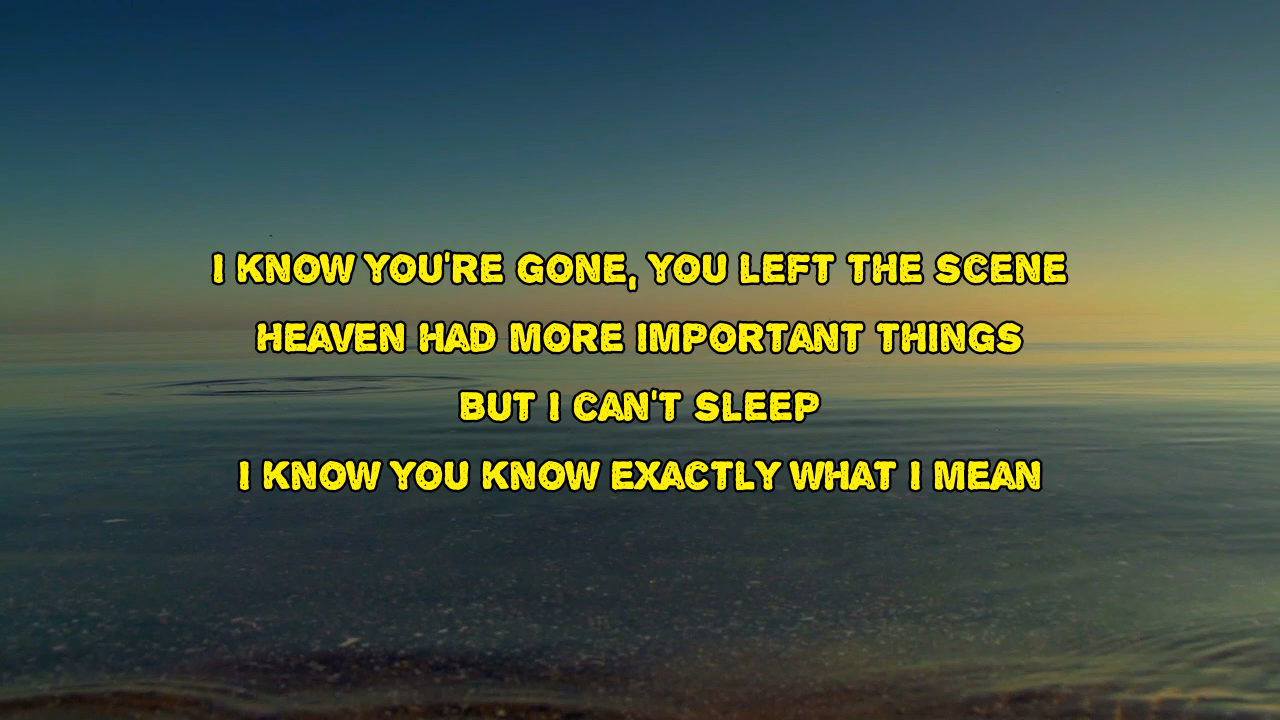 I KNOW YOU'RE GONE, YOU LEFT THE SCENE
HEAVEN HAD MORE IMPORTANT THINGS
BUT I CAN'T SLEEP
I KNOW YOU KNOW EXACTLY WHAT I MEAN